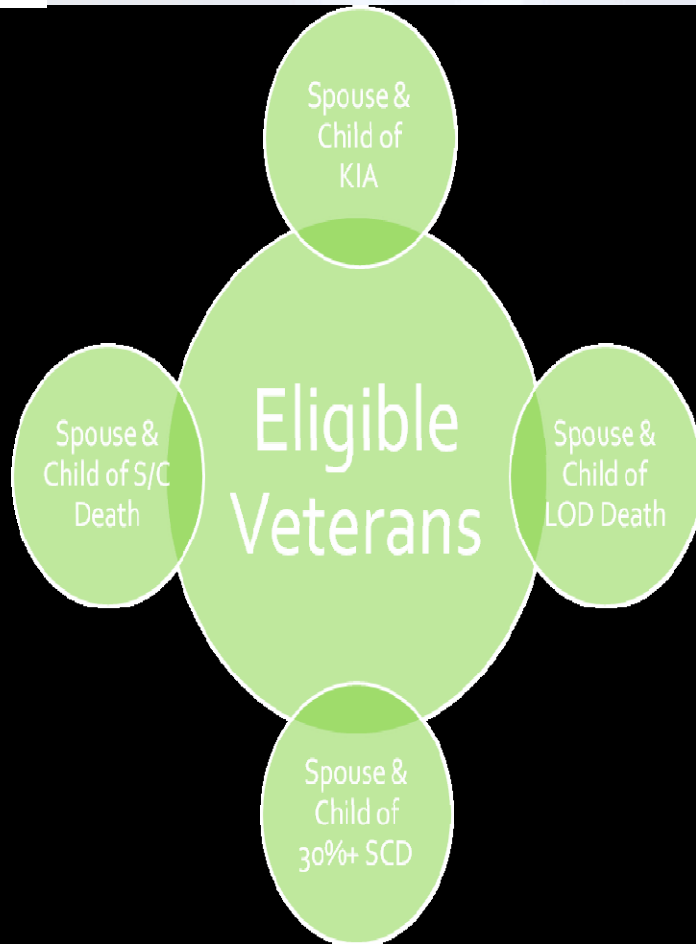 Spouse &
Child of
KIA
Eligible
Veterans
Spouse &
Child of S/C
Death
Spouse &
Child of
LOD Death
Spouse &
Child of
30%+ SCD